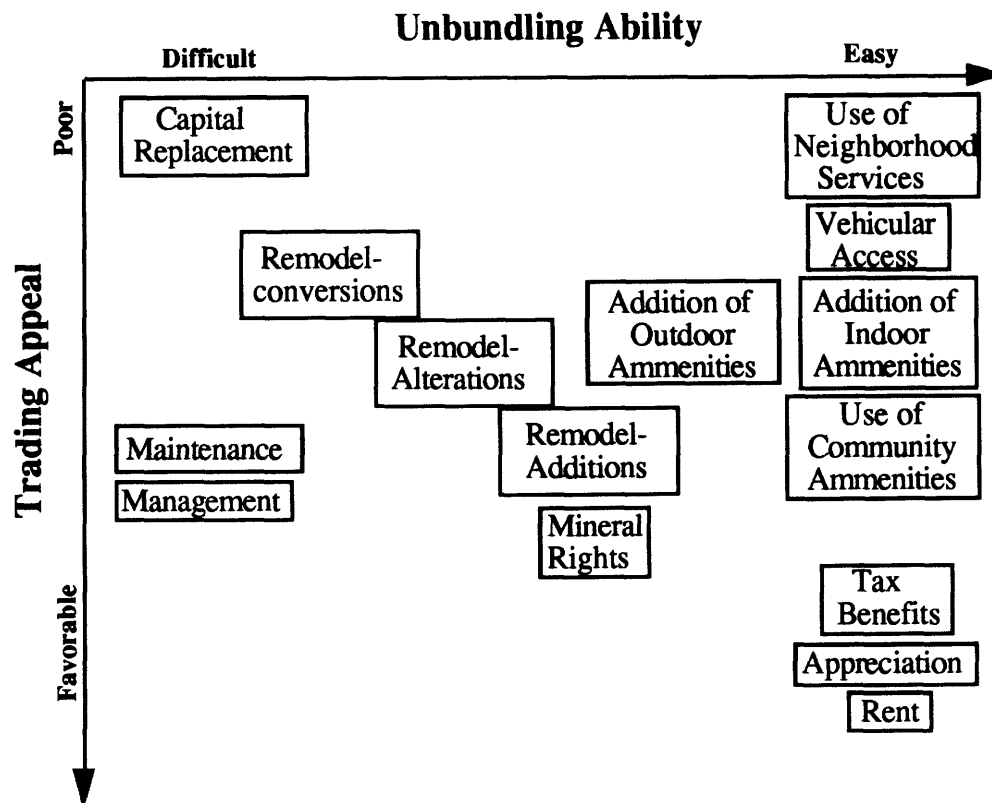 Unbundling Ability
Difficult
Easy
Trading Appeal
Poor
Favorable
Capital
Replacement
Use of
Neighborhood
Services
Vehicular
Access
Remodel-
conversions
Addition of
Outdoor
Ammenities
Addition of
Indoor
Ammenities
Remodel-
Alterations
Maintenance
Remodel-
Additions
Use of
Community
Ammenities
Management
Mineral
Rights
Tax
Benefits
Appreciation
Rent